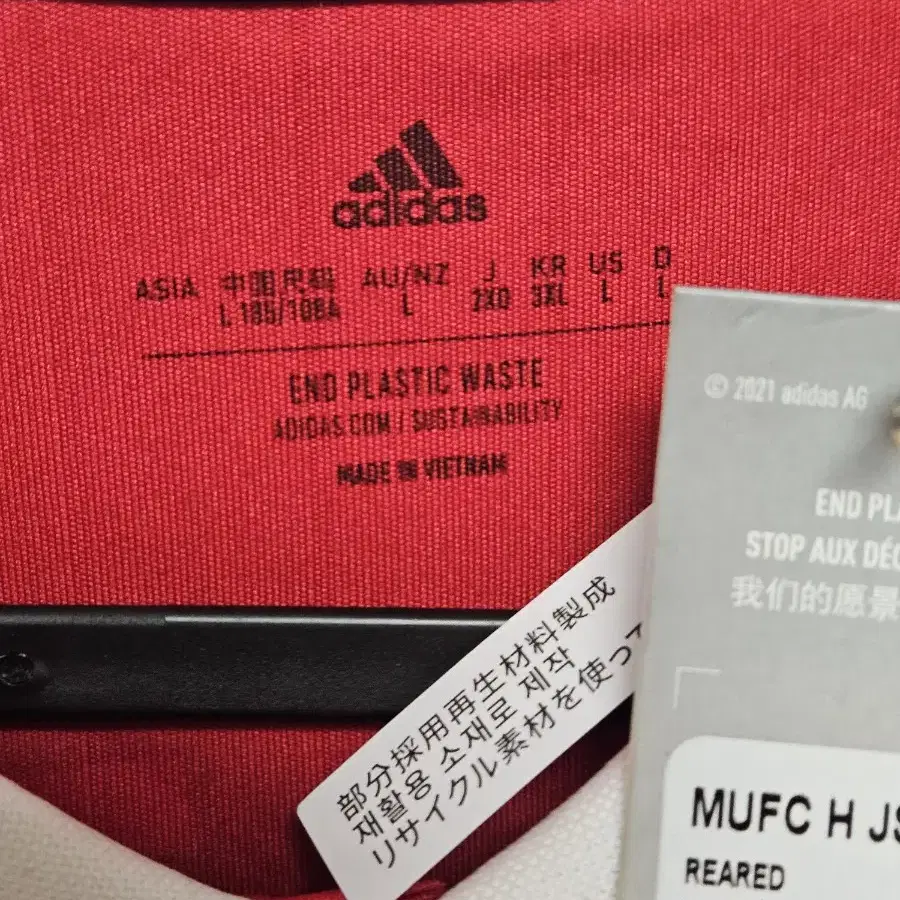 adidas
ASIA 中国民码 AU/NZ J KR US D
L 185/108A L 2XO 3XL L L
END PLASTIC WASTE
ADIDAS.COM / SUSTAINABILITY
MADE IN VIETNAM
部分採用再生材料製成
재활용 소재로 제작
リサイクル素材を使っ
© 2021 adidas AG
END PLA
STOP AUX DÉC
我们的愿景
MUFC H JS
REARED